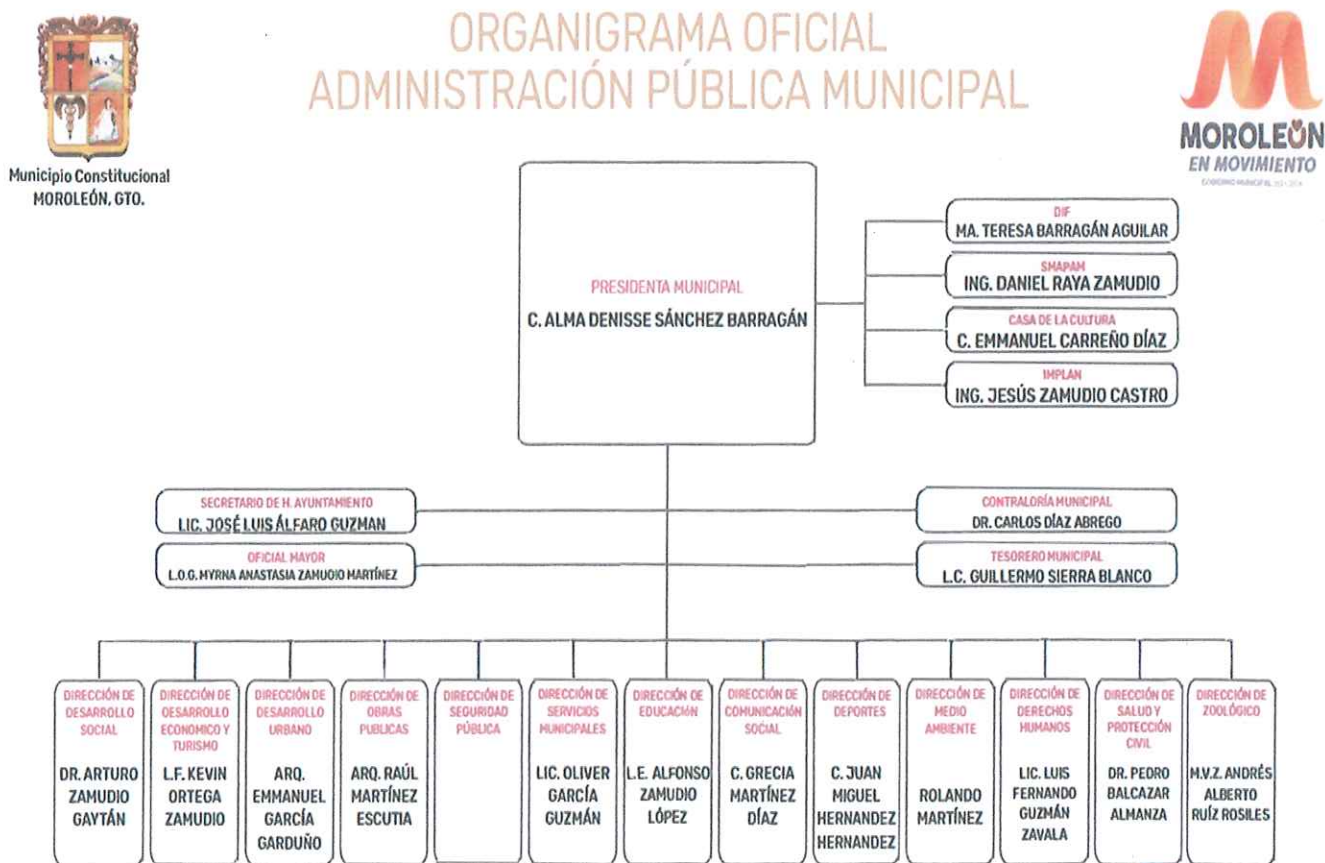 ORGANIGRAMA OFICIAL
ADMINISTRACIÓN PÚBLICA MUNICIPAL
Municipio Constitucional
MOROLEÓN, GTO.
MOROLEÓN
EN MOVIMIENTO
GOBIERNO MUNICIPAL
PRESIDENTA MUNICIPAL
C. ALMA DENISSE SÁNCHEZ BARRAGÁN
DIF
MA. TERESA BARRAGÁN AGUILAR
SMAPAM
ING. DANIEL RAYA ZAMUDIO
CASA DE LA CULTURA
C. EMMANUEL CARREÑO DÍAZ
IMPLAN
ING. JESÚS ZAMUDIO CASTRO
SECRETARIO DE H. AYUNTAMIENTO
LIC. JOSÉ LUIS ÁLFARO GUZMAN
CONTRALORÍA MUNICIPAL
DR. CARLOS DÍAZ ABREGO
OFICIAL MAYOR
L.O.G. MYRNA ANASTASIA ZAMUDIO MARTÍNEZ
TESORERO MUNICIPAL
L.C. GUILLERMO SIERRA BLANCO
DIRECCIÓN DE
DESARROLLO
SOCIAL
DR. ARTURO
ZAMUDIO
GAYTÁN
DIRECCIÓN DE
DESARROLLO
ECONOMICO Y
TURISMO
L.F. KEVIN
ORTEGA
ZAMUDIO
DIRECCIÓN DE
DESARROLLO
URBANO
ARQ.
EMMANUEL
GARCÍA
GARDUÑO
DIRECCIÓN DE
OBRAS
PUBLICAS
ARQ. RAÚL
MARTÍNEZ
ESCUTIA
DIRECCIÓN DE
SEGURIDAD
PÚBLICA
DIRECCIÓN DE
SERVICIOS
MUNICIPALES
LIC. OLIVER
GARCÍA
GUZMÁN
DIRECCIÓN DE
EDUCACIÓN
L.E. ALFONSO
ZAMUDIO
LÓPEZ
DIRECCIÓN DE
COMUNICACIÓN
SOCIAL
C. GRECIA
MARTÍNEZ
DÍAZ
DIRECCIÓN DE
DEPORTES
C. JUAN
MIGUEL
HERNANDEZ
HERNANDEZ
DIRECCIÓN DE
MEDIO
AMBIENTE
ROLANDO
MARTÍNEZ
DIRECCIÓN DE
DERECHOS
HUMANOS
LIC. LUIS
FERNANDO
GUZMÁN
ZAVALA
DIRECCIÓN DE
SALUD Y
PROTECCIÓN
CIVIL
DR. PEDRO
BALCAZAR
ALMANZA
DIRECCIÓN DE
ZOOLÓGICO
M.V.Z. ANDRÉS
ALBERTO
RUÍZ ROSILES